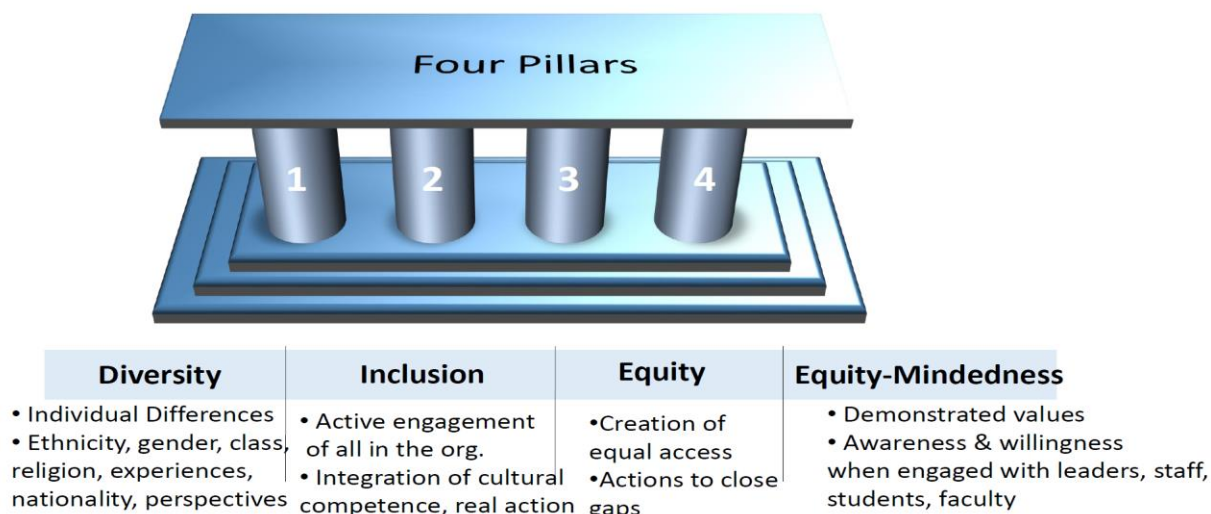 Four Pillars
1
2
3
4
Diversity
• Individual Differences
• Ethnicity, gender, class,
religion, experiences,
nationality, perspectives
Inclusion
• Active engagement
of all in the org.
• Integration of cultural
competence, real action
Equity
•Creation of
equal access
•Actions to close
gaps
Equity-Mindedness
• Demonstrated values
• Awareness & willingness
when engaged with leaders, staff,
students, faculty